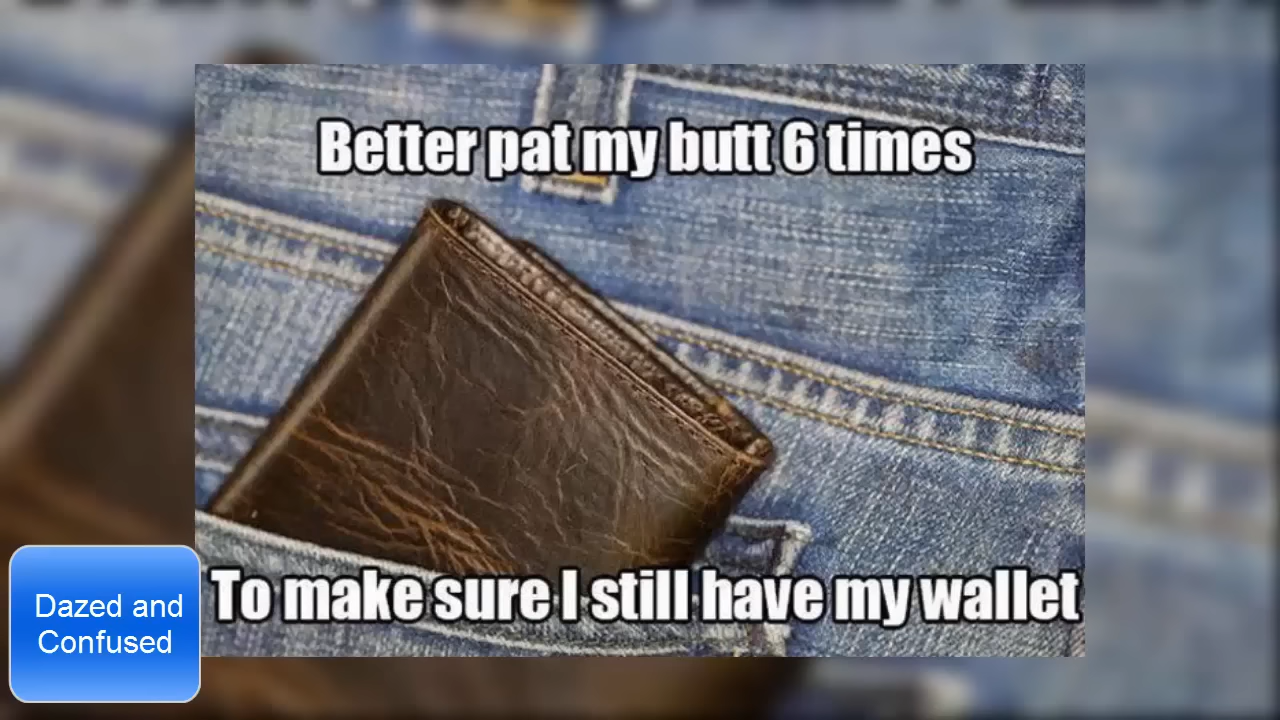 Better pat my butt 6 times
To make sure I still have my wallet
Dazed and
Confused